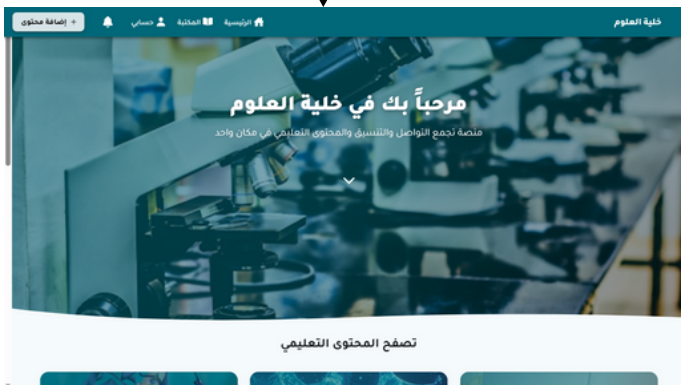 خلية العلوم
الرئيسية
المكتبة
حسابي
+ إضافة محتوى
مرحباً بك في خلية العلوم
منصة تجمع التواصل والتنسيق والمحتوى التعليمي في مكان واحد
تصفح المحتوى التعليمي